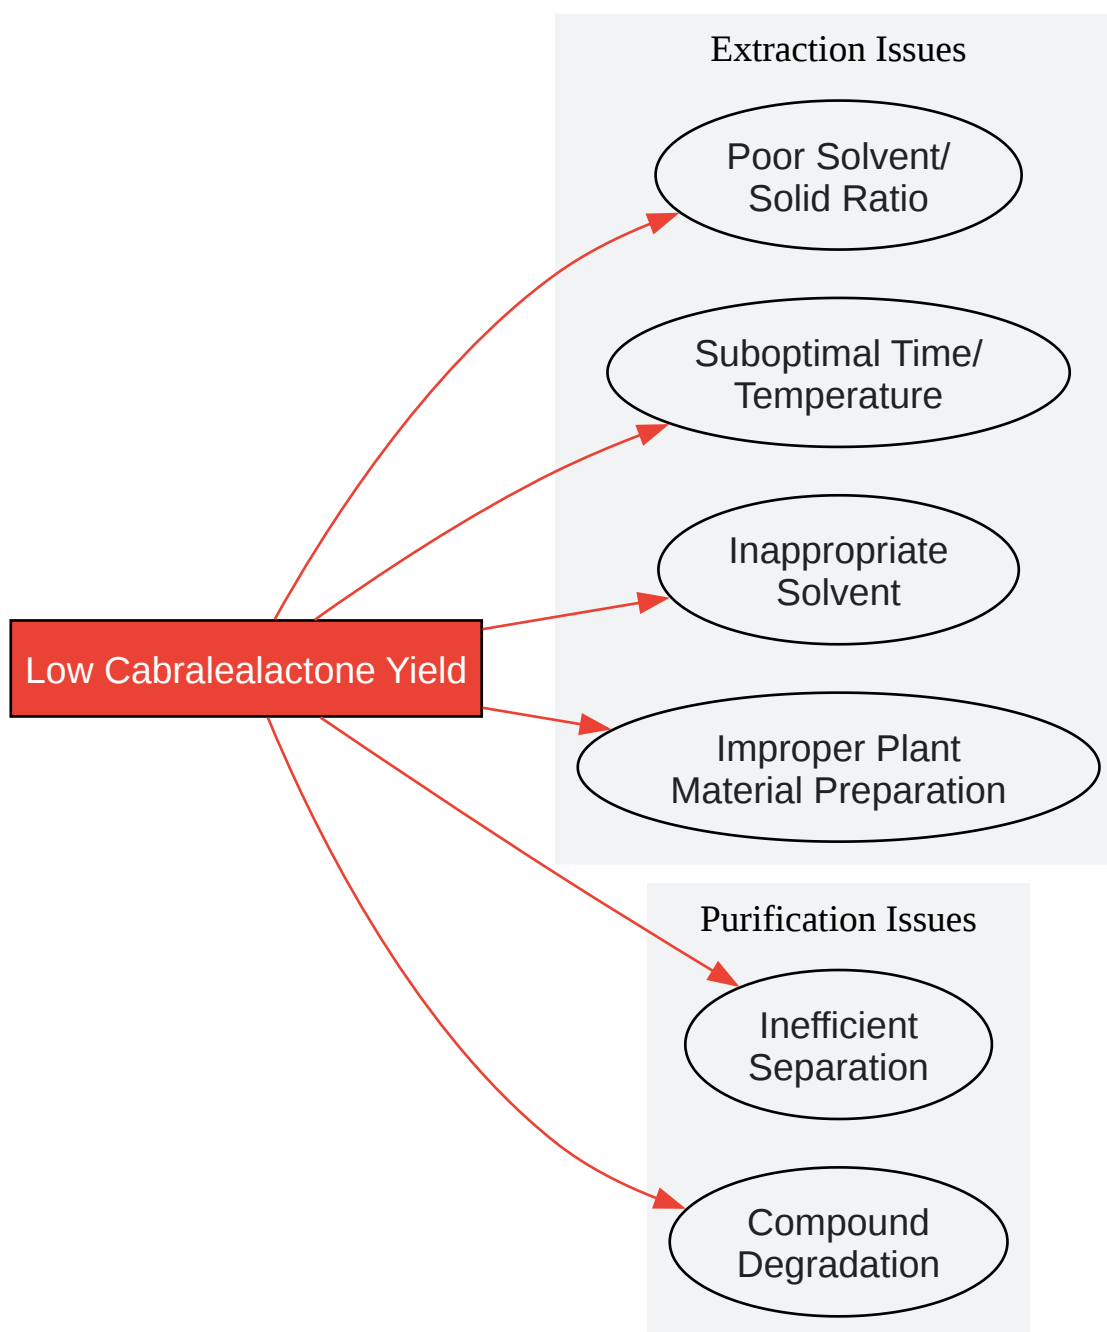 Extraction Issues
Poor Solvent/
Solid Ratio
Suboptimal Time/
Temperature
Inappropriate
Solvent
Low Cabralealactone Yield
Improper Plant
Material Preparation
Purification Issues
Inefficient
Separation
Compound
Degradation